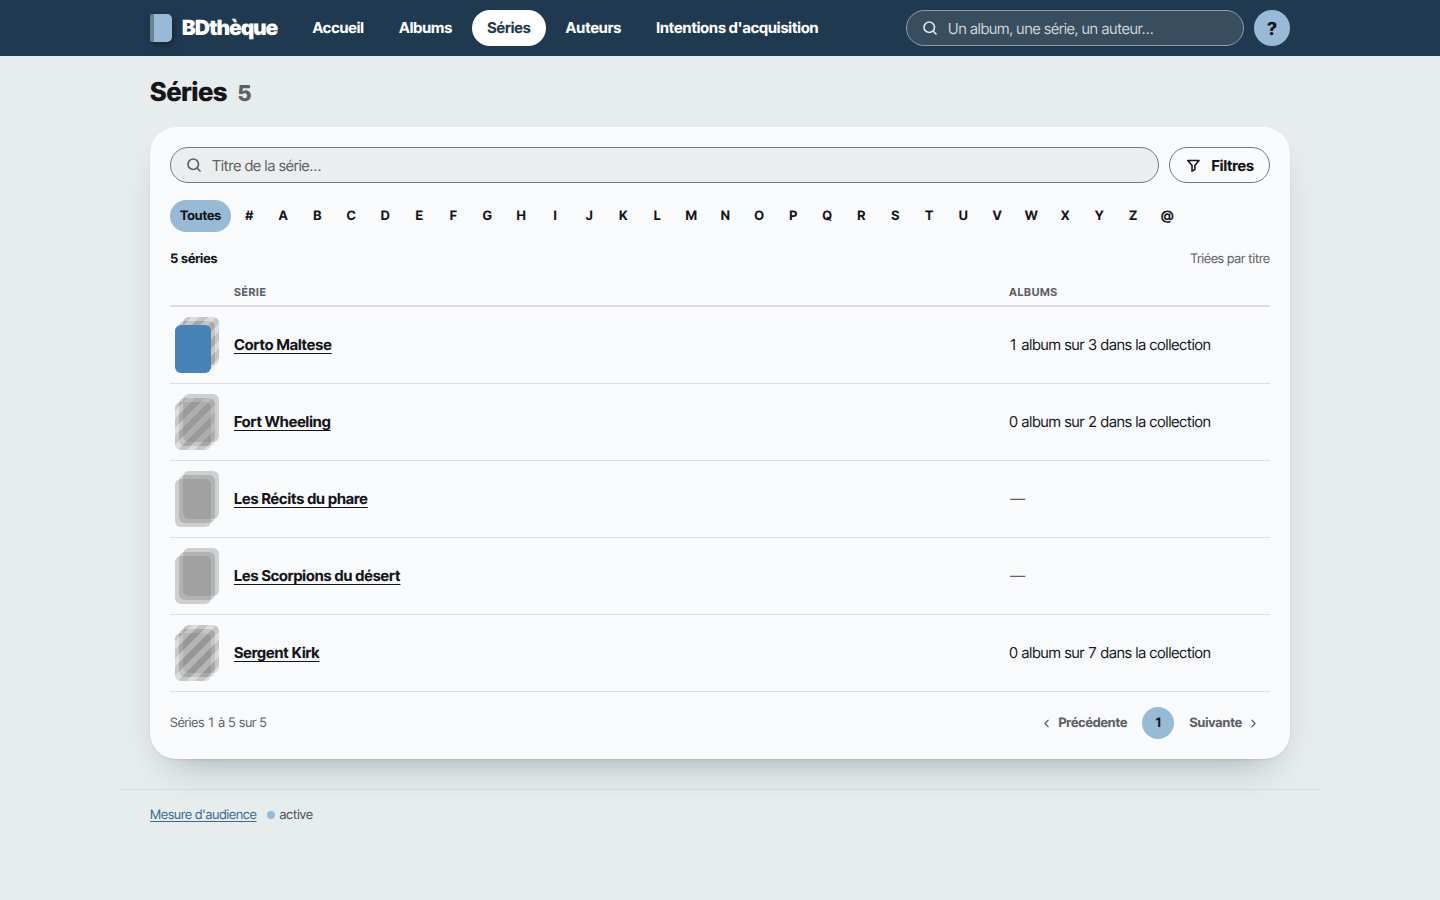 BDthèque Accueil Albums Séries Auteurs Intentions d'acquisition Un album, une série, un auteur... ?
Séries 5
Titre de la série... Filtres
Toutes # A B C D E F G H I J K L M N O P Q R S T U V W X Y Z @
5 séries Triées par titre
SÉRIE ALBUMS
Corto Maltese 1 album sur 3 dans la collection
Fort Wheeling 0 album sur 2 dans la collection
Les Récits du phare —
Les Scorpions du désert —
Sergent Kirk 0 album sur 7 dans la collection
Séries 1 à 5 sur 5 ‹ Précédente 1 Suivante ›
Mesure d'audience active